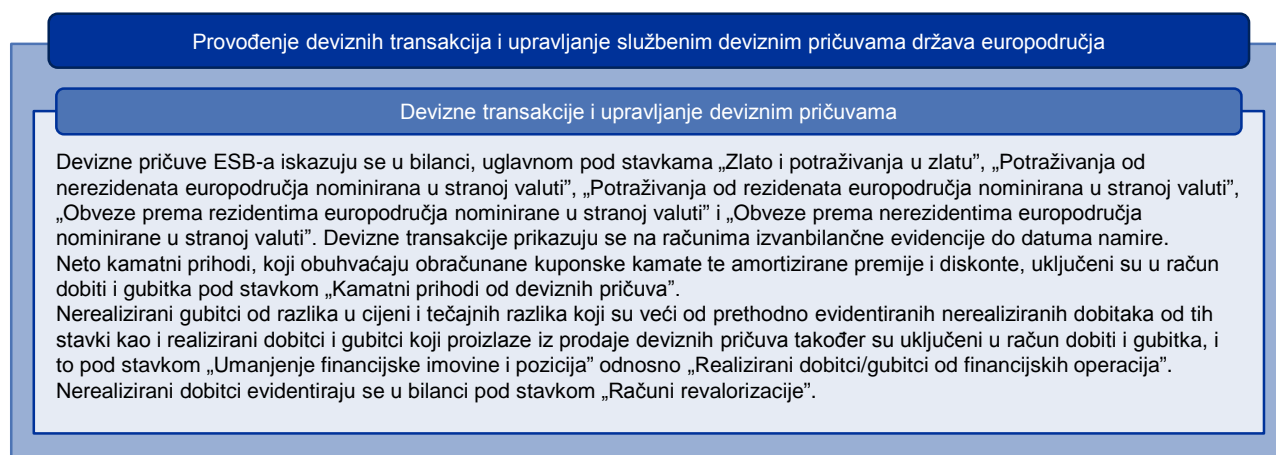 Provođenje deviznih transakcija i upravljanje službenim deviznim pričuvama država europodručja
Devizne transakcije i upravljanje deviznim pričuvama
Devizne pričuve ESB-a iskazuju se u bilanci, uglavnom pod stavkama „Zlato i potraživanja u zlatu”, „Potraživanja od
nerezidenata europodručja nominirana u stranoj valuti”, „Potraživanja od rezidenata europodručja nominirana u stranoj valuti”,
„Obveze prema rezidentima europodručja nominirane u stranoj valuti” i „Obveze prema nerezidentima europodručja
nominirane u stranoj valuti”. Devizne transakcije prikazuju se na računima izvanbilančne evidencije do datuma namire.
Neto kamatni prihodi, koji obuhvaćaju obračunane kuponske kamate te amortizirane premije i diskonte, uključeni su u račun
dobiti i gubitka pod stavkom „Kamatni prihodi od deviznih pričuva”.
Nerealizirani gubitci od razlika u cijeni i tečajnih razlika koji su veći od prethodno evidentiranih nerealiziranih dobitaka od tih
stavki kao i realizirani dobitci i gubitci koji proizlaze iz prodaje deviznih pričuva također su uključeni u račun dobiti i gubitka, i
to pod stavkom „Umanjenje financijske imovine i pozicija” odnosno „Realizirani dobitci/gubitci od financijskih operacija”.
Nerealizirani dobitci evidentiraju se u bilanci pod stavkom „Računi revalorizacije”.